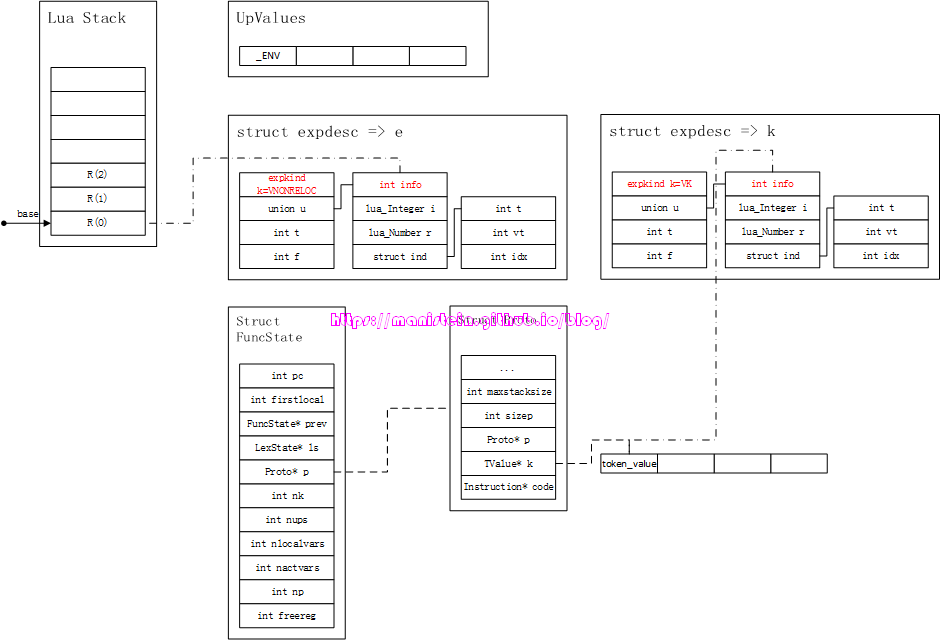 Lua Stack
R(2)
R(1)
R(0)
base
UpValues
_ENV
struct expdesc => e
expkind
k=VNONRELOC
union u
int t
int f
int info
lua_Integer i
lua_Number r
struct ind
int t
int vt
int idx
struct expdesc => k
expkind k=VK
union u
int t
int f
int info
lua_Integer i
lua_Number r
struct ind
int t
int vt
int idx
https://manistein.github.io/blog/
Struct
FuncState
int pc
int firstlocal
FuncState* prev
LexState* ls
Proto* p
int nk
int nups
int nlocalvars
int nactvars
int np
int freereg
...
int maxstacksize
int sizep
Proto* p
TValue* k
Instruction* code
token_value